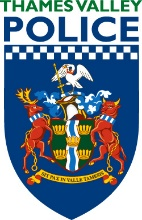 THAMES VALLEY
POLICE
SIT PAX IN VALLE TAMESIS